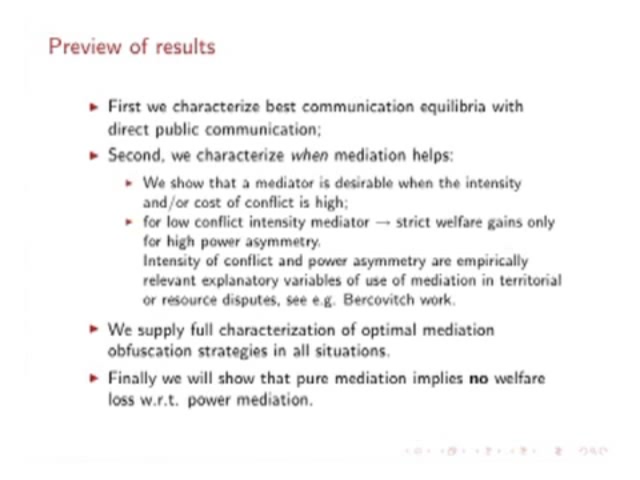 Preview of results
First we characterize best communication equilibria with
direct public communication;
Second, we characterize when mediation helps:
We show that a mediator is desirable when the intensity
and/or cost of conflict is high;
for low conflict intensity mediator → strict welfare gains only
for high power asymmetry.
Intensity of conflict and power asymmetry are empirically
relevant explanatory variables of use of mediation in territorial
or resource disputes, see e.g. Bercovitch work.
We supply full characterization of optimal mediation
obfuscation strategies in all situations.
Finally we will show that pure mediation implies no welfare
loss w.r.t. power mediation.